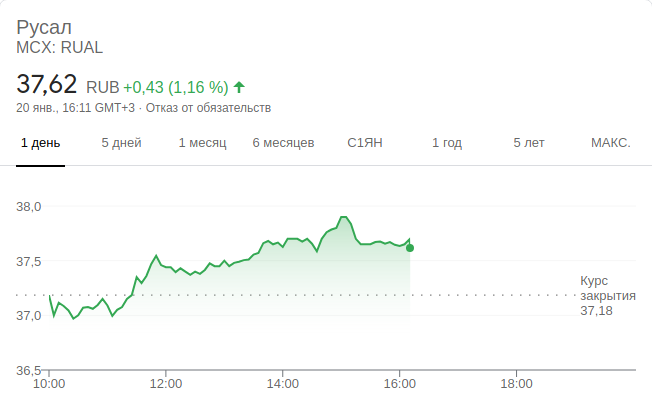 Русал
MCX: RUAL
37,62 RUB +0,43 (1,16 %)
20 янв., 16:11 GMT+3 · Отказ от обязательств
1 день 5 дней 1 месяц 6 месяцев С1ЯН 1 год 5 лет МАКС.
38,0
37,5
37,0
36,5
Курс
закрытия
37,18
10:00 12:00 14:00 16:00 18:00